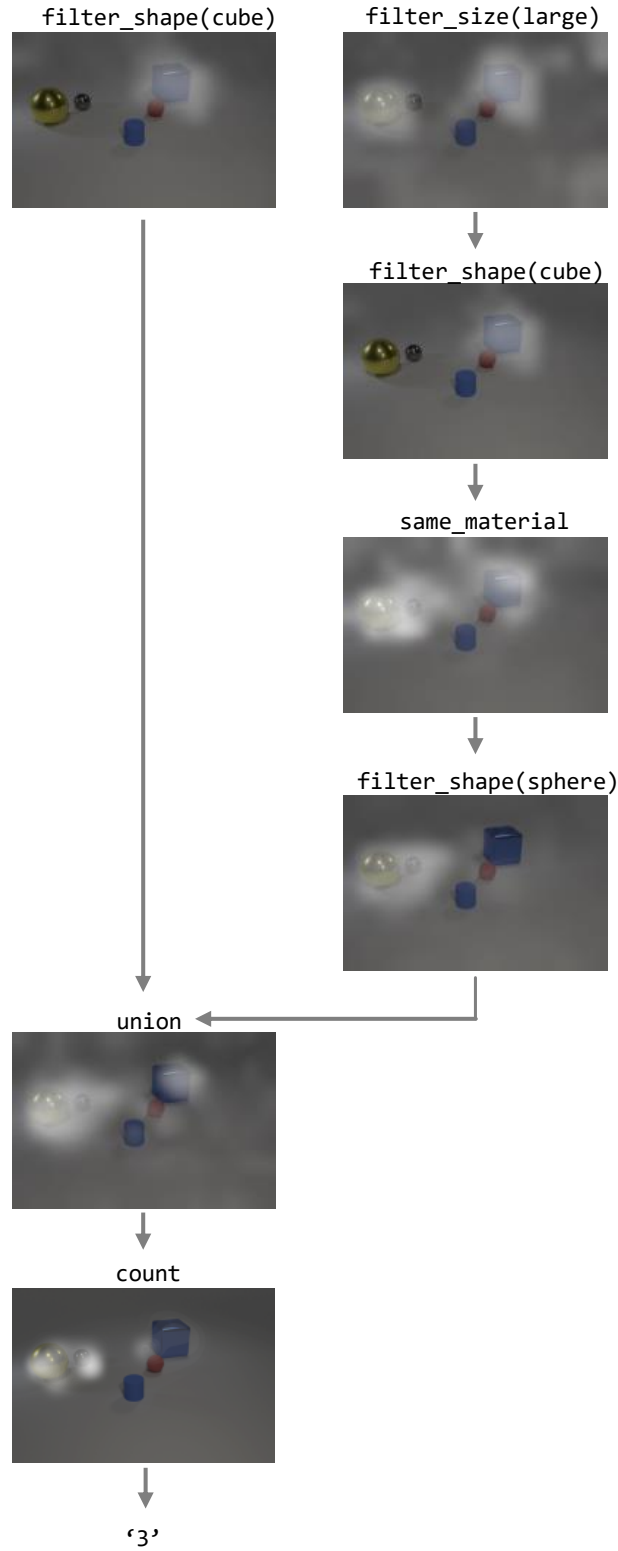 filter_shape(cube)
filter_size(large)
filter_shape(cube)
same_material
filter_shape(sphere)
union
count
‘3’